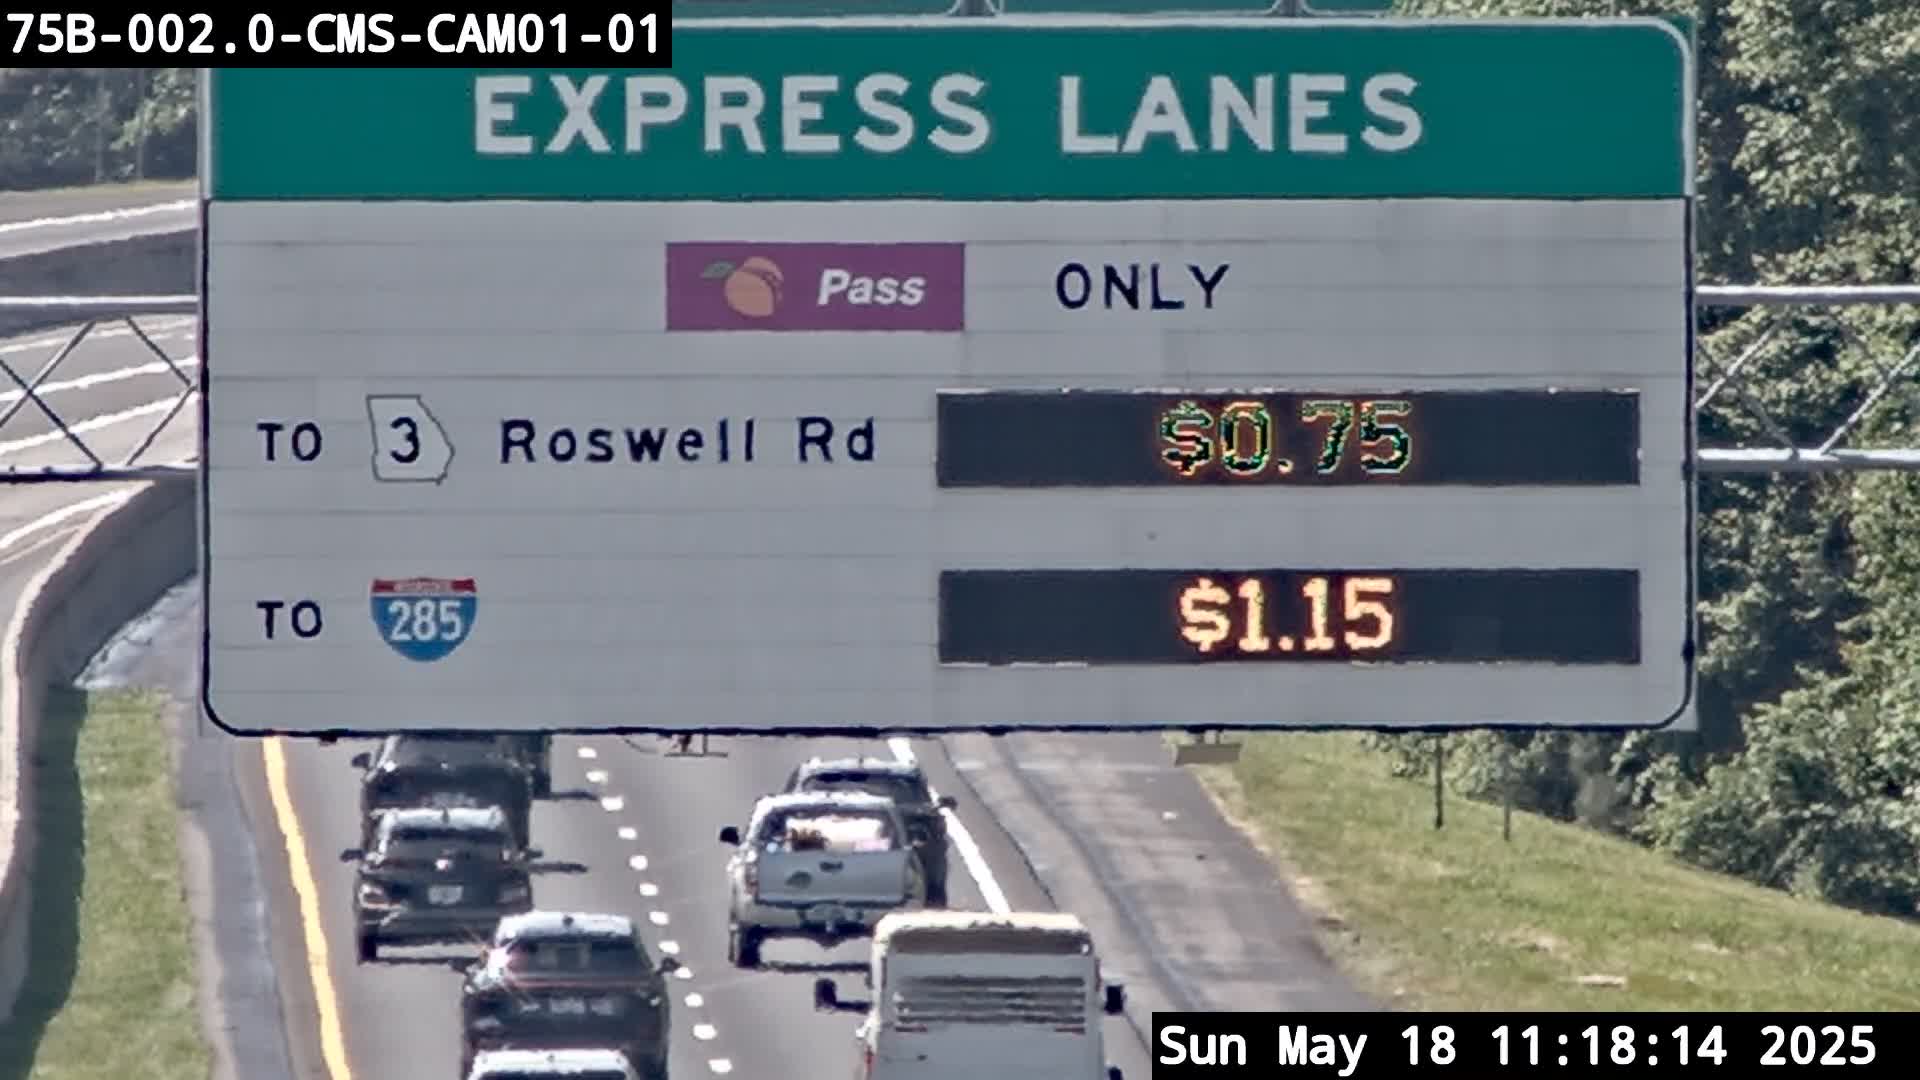 75B-002.0-CMS-CAM01-01
EXPRESS LANES
Pass ONLY
TO 3 Roswell Rd $0.75
TO 285 $1.15
Sun May 18 11:18:14 2025